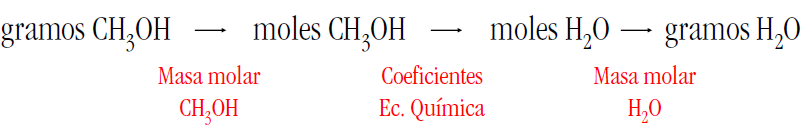 gramos CH₃OH → moles CH₃OH → moles H₂O → gramos H₂O
Masa molar Coeficientes Masa molar
CH₃OH Ec. Química H₂O